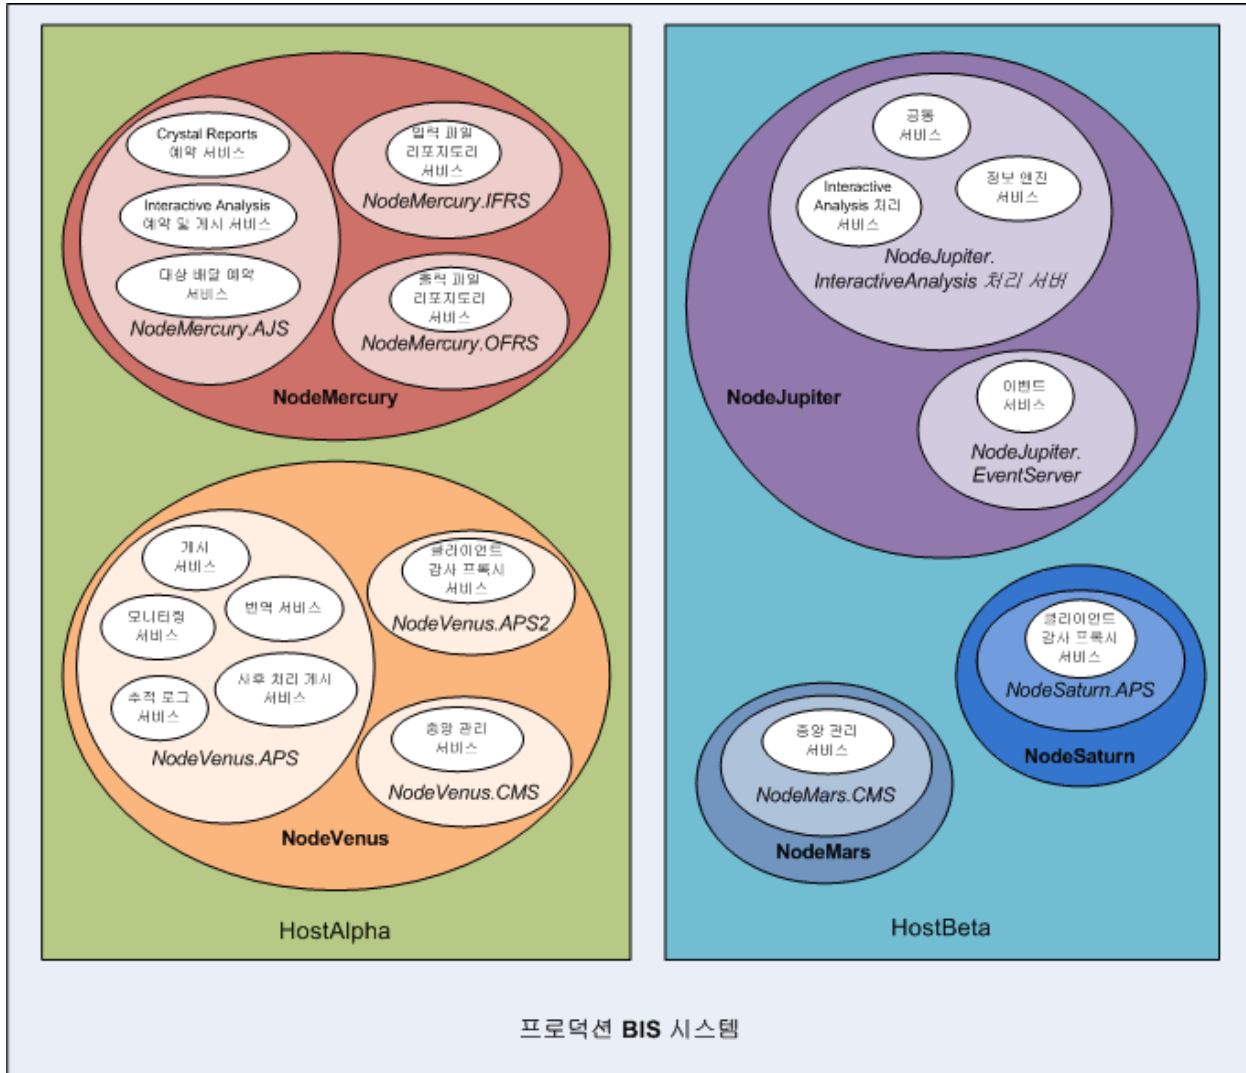 Crystal Reports
예약 서비스
Interactive Analysis
예약 및 게시 서비스
대상 배달 예약
서비스
NodeMercury.AJS
입력 파일
리포지토리
서비스
NodeMercury.IFRS
출력 파일
리포지토리
서비스
NodeMercury.OFRS
NodeMercury
게시
서비스
모니터링
서비스
번역 서비스
추적 로그
서비스
사후 처리 게시
서비스
NodeVenus.APS
클라이언트
감사 프록시
서비스
NodeVenus.APS2
중앙 관리
서비스
NodeVenus.CMS
NodeVenus
HostAlpha
공통
서비스
Interactive
Analysis 처리
서비스
정보 엔진
서비스
NodeJupiter.
InteractiveAnalysis 처리 서버
NodeJupiter
이벤트
서비스
NodeJupiter.
EventServer
클라이언트
감사 프록시
서비스
NodeSaturn.APS
NodeSaturn
중앙 관리
서비스
NodeMars.CMS
NodeMars
HostBeta
프로덕션 BIS 시스템